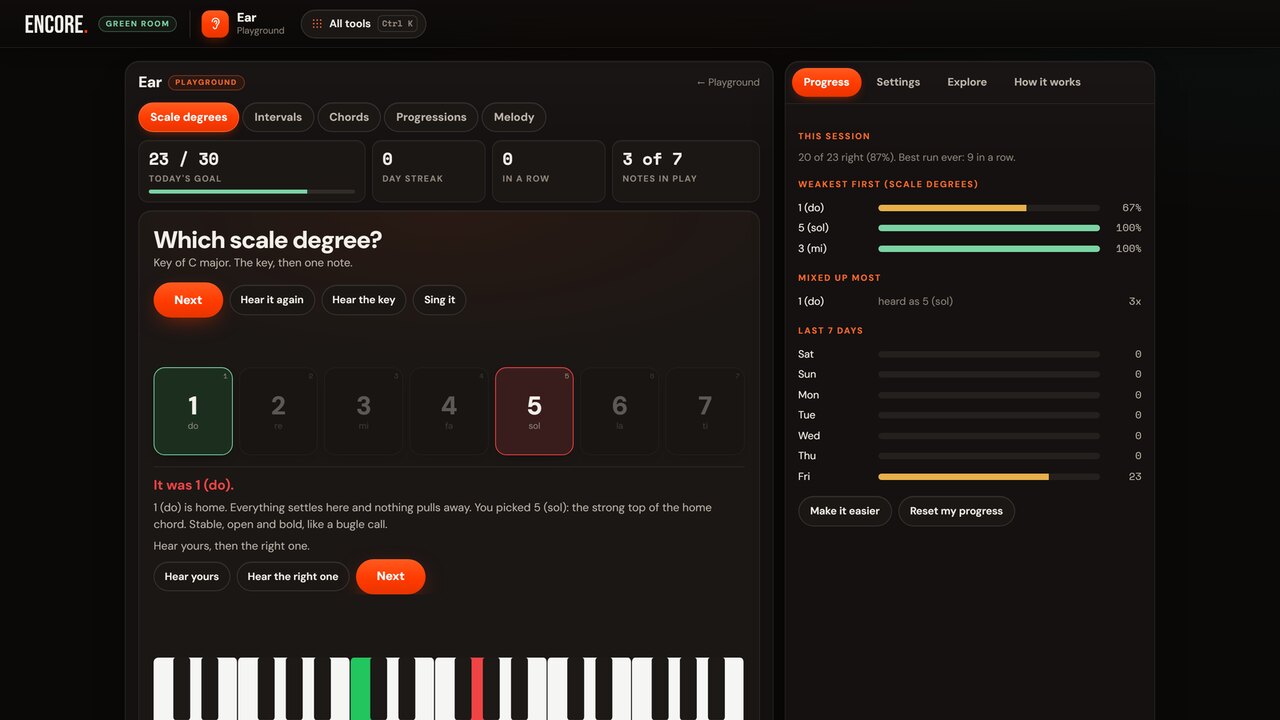 ENCORE.
GREEN ROOM
Ear
Playground
All tools
Ctrl K
Ear
PLAYGROUND
← Playground
Scale degrees
Intervals
Chords
Progressions
Melody
23 / 30
TODAY'S GOAL
0
DAY STREAK
0
IN A ROW
3 of 7
NOTES IN PLAY
Which scale degree?
Key of C major. The key, then one note.
Next
Hear it again
Hear the key
Sing it
1
1
do
2
2
re
3
3
mi
4
4
fa
5
5
sol
6
6
la
7
7
ti
It was 1 (do).
1 (do) is home. Everything settles here and nothing pulls away. You picked 5 (sol): the strong top of the home
chord. Stable, open and bold, like a bugle call.
Hear yours, then the right one.
Hear yours
Hear the right one
Next
Progress
Settings
Explore
How it works
THIS SESSION
20 of 23 right (87%). Best run ever: 9 in a row.
WEAKEST FIRST (SCALE DEGREES)
1 (do) 67%
5 (sol) 100%
3 (mi) 100%
MIXED UP MOST
1 (do) heard as 5 (sol) 3x
LAST 7 DAYS
Sat 0
Sun 0
Mon 0
Tue 0
Wed 0
Thu 0
Fri 23
Make it easier
Reset my progress